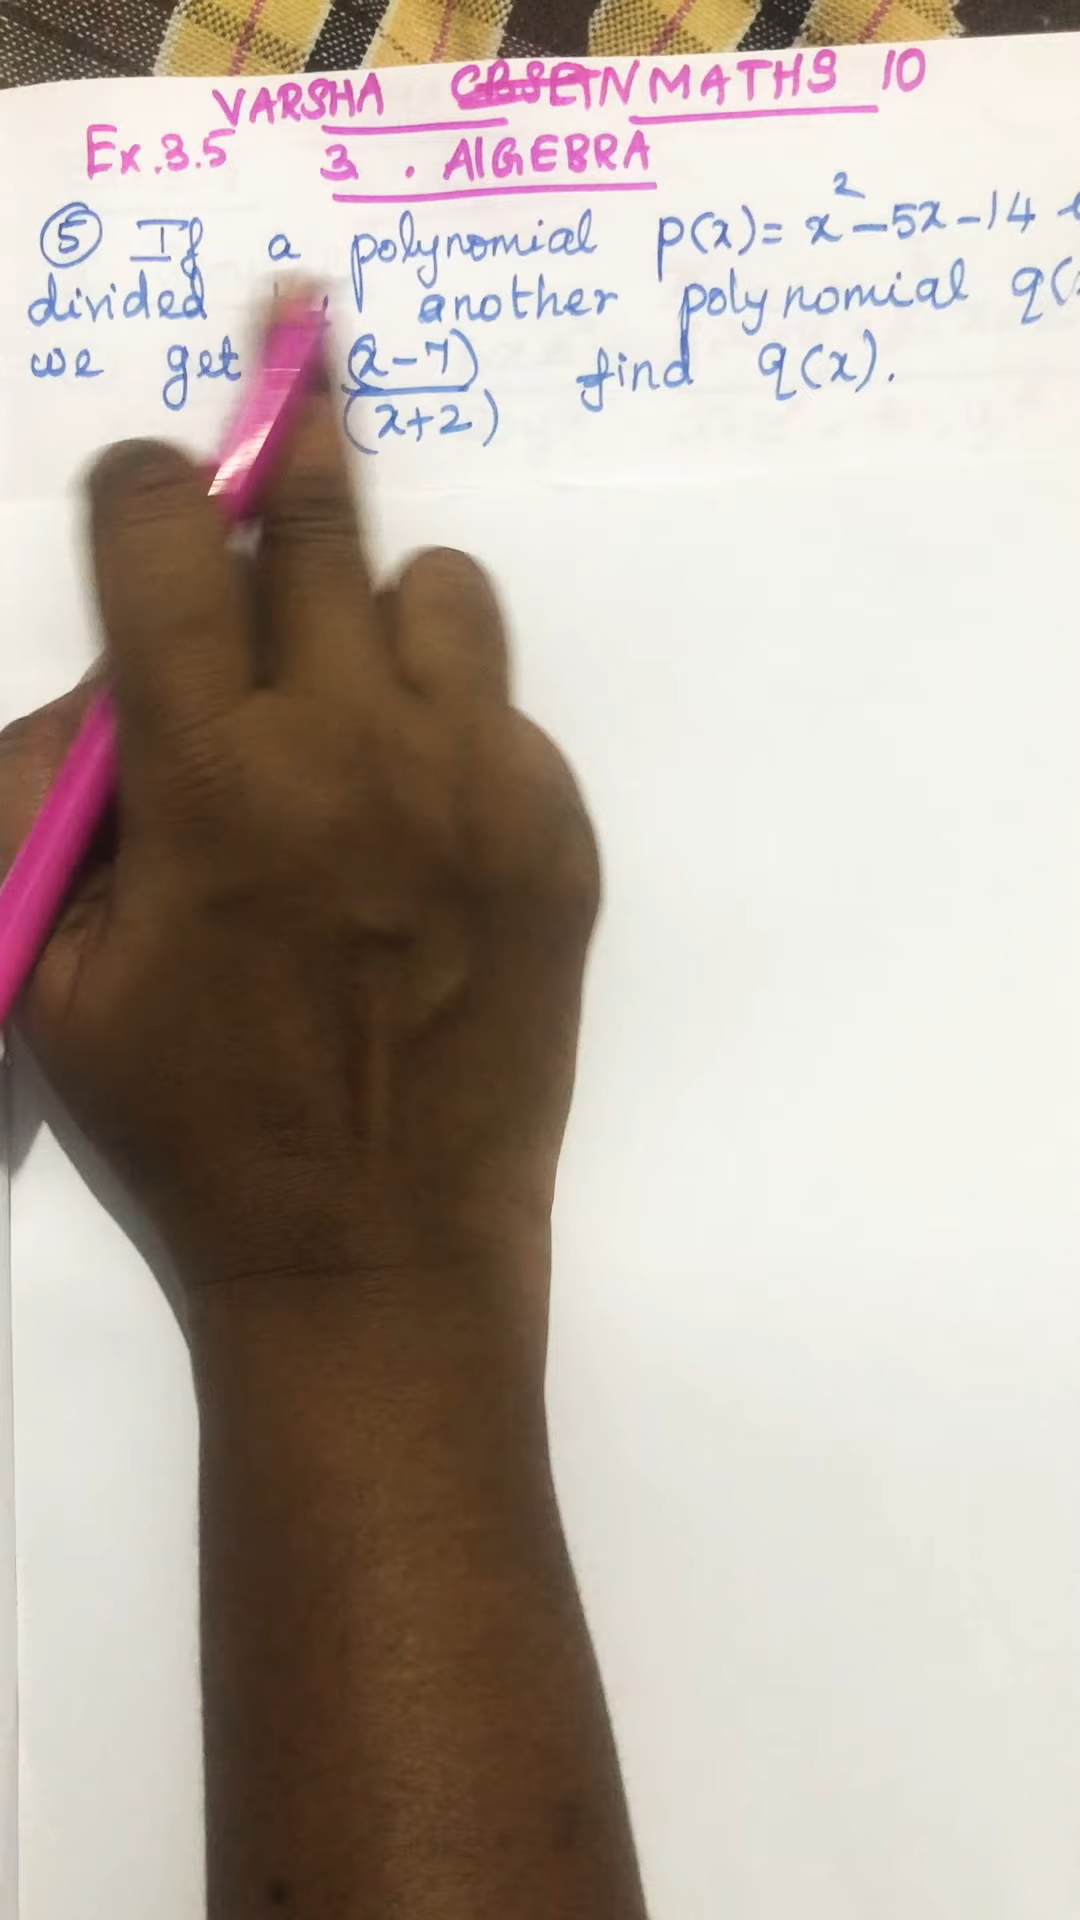 VARSHA TN MATHS 10
Ex.3.5 3 . AlGEBRA
⑤ If a polynomial p(x) = x²-5x-14
divided another polynomial q(
we get (x-7)/(x+2) find q(x).